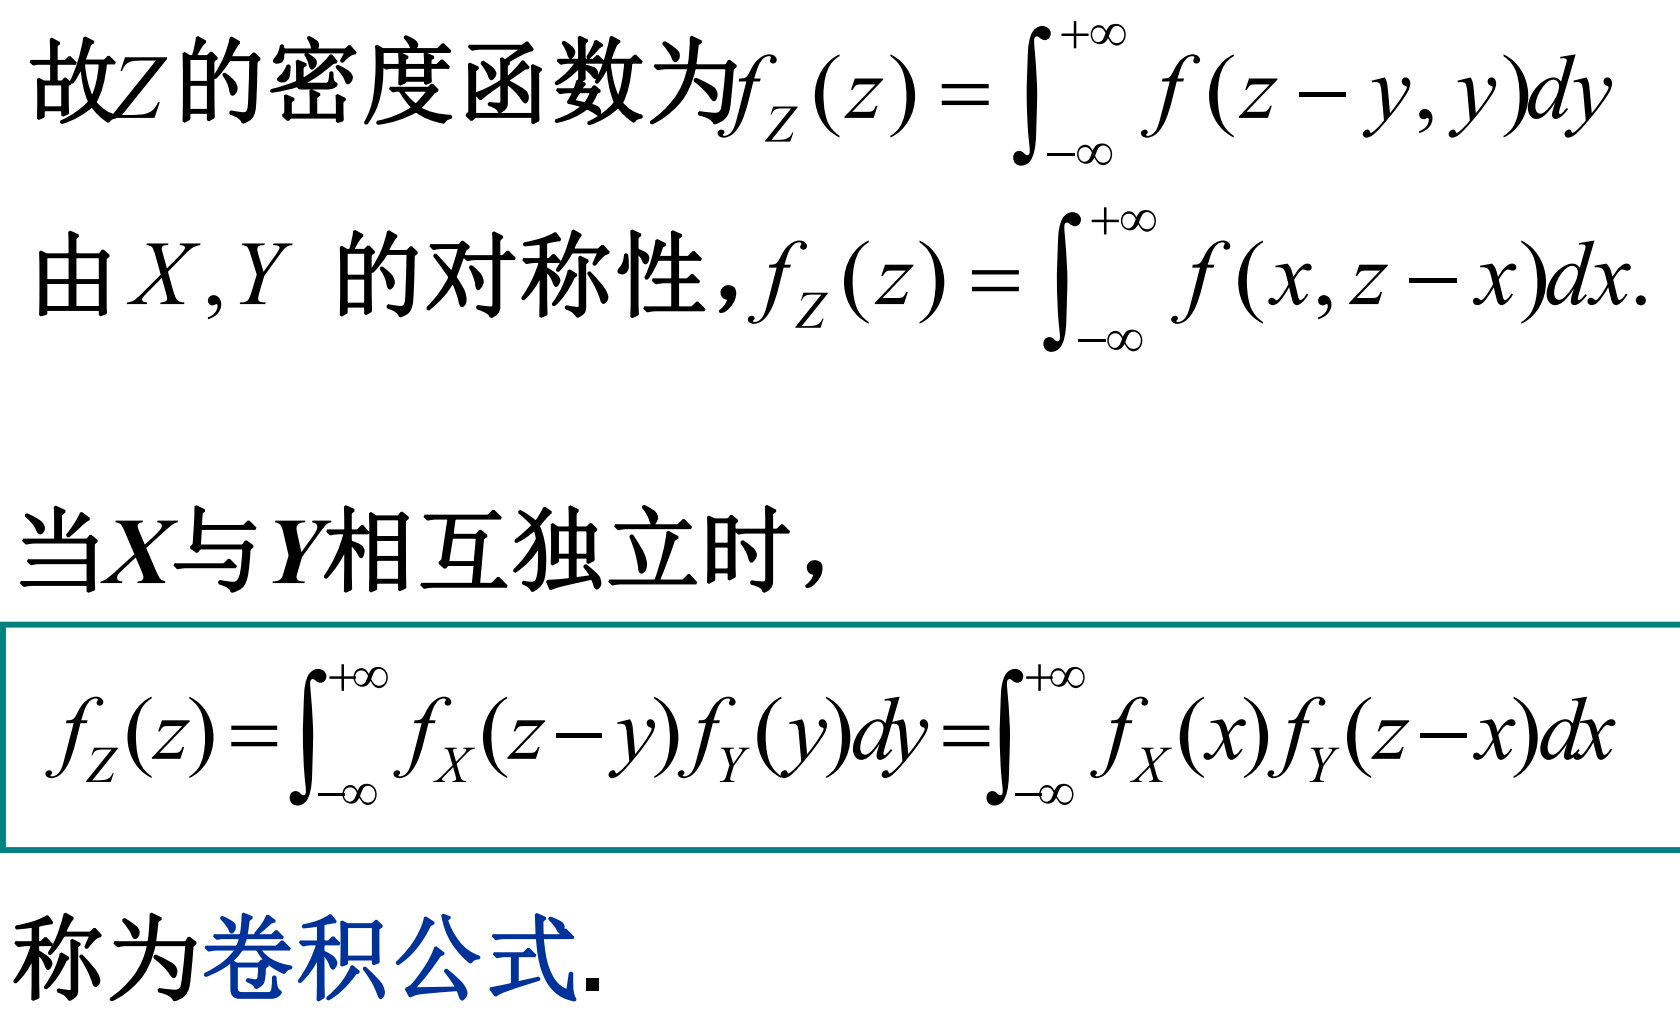 故Z的密度函数为 $f_Z(z)=\int_{-\infty}^{+\infty} f(z-y,y)dy$
由 X,Y 的对称性, $f_Z(z)=\int_{-\infty}^{+\infty} f(x,z-x)dx.$
当X与Y相互独立时，
$f_Z(z)=\int_{-\infty}^{+\infty} f_X(z-y)f_Y(y)dy=\int_{-\infty}^{+\infty} f_X(x)f_Y(z-x)dx$
称为卷积公式.